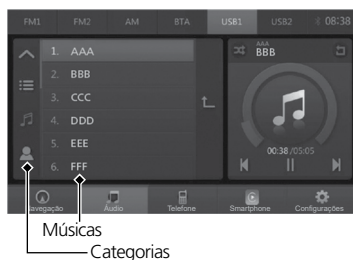 FM1 FM2 AM BTA USB1 USB2 08:38
1. AAA
2. BBB
3. CCC
4. DDD
5. EEE
6. FFF
AAA
BBB
00:38/05:05
Navegação Áudio Telefone Smartphone Configurações
Músicas
Categorias